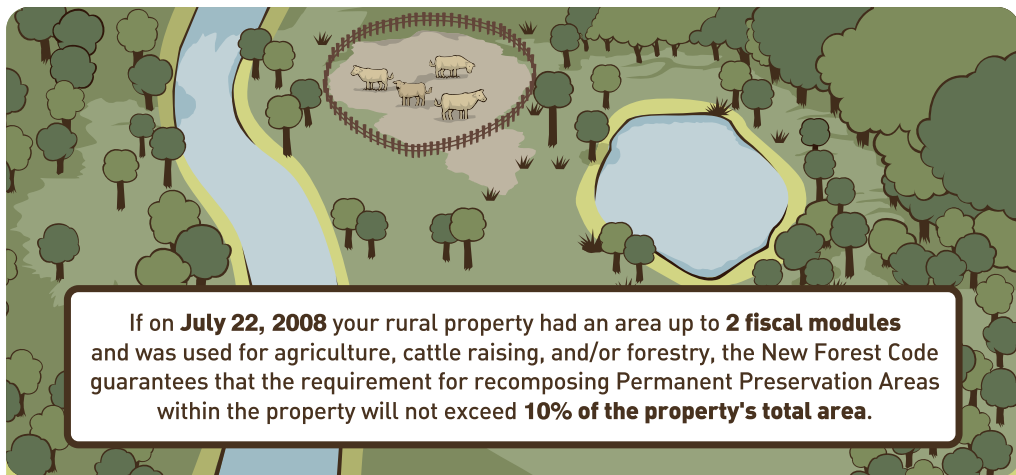 If on July 22, 2008 your rural property had an area up to 2 fiscal modules
and was used for agriculture, cattle raising, and/or forestry, the New Forest Code
guarantees that the requirement for recomposing Permanent Preservation Areas
within the property will not exceed 10% of the property's total area.